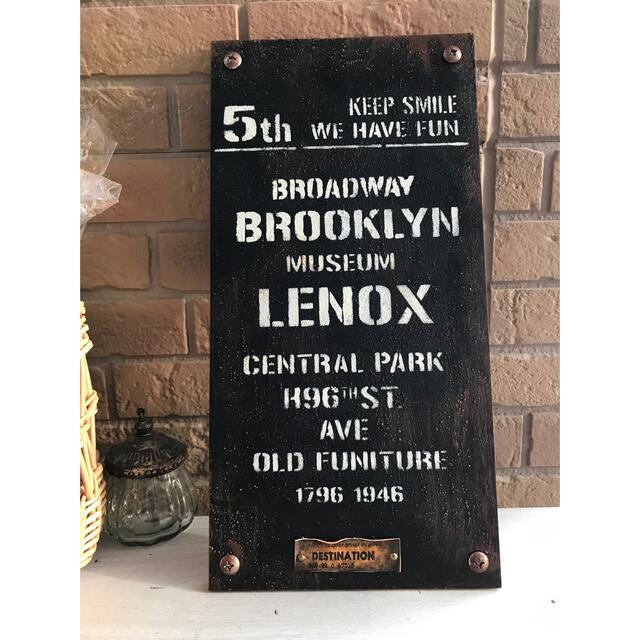 KEEP SMILE
5th WE HAVE FUN
BROADWAY
BROOKLYN
MUSEUM
LENOX
CENTRAL PARK
H96TH ST.
AVE
OLD FUNITURE
1796 1946
DESTINATION